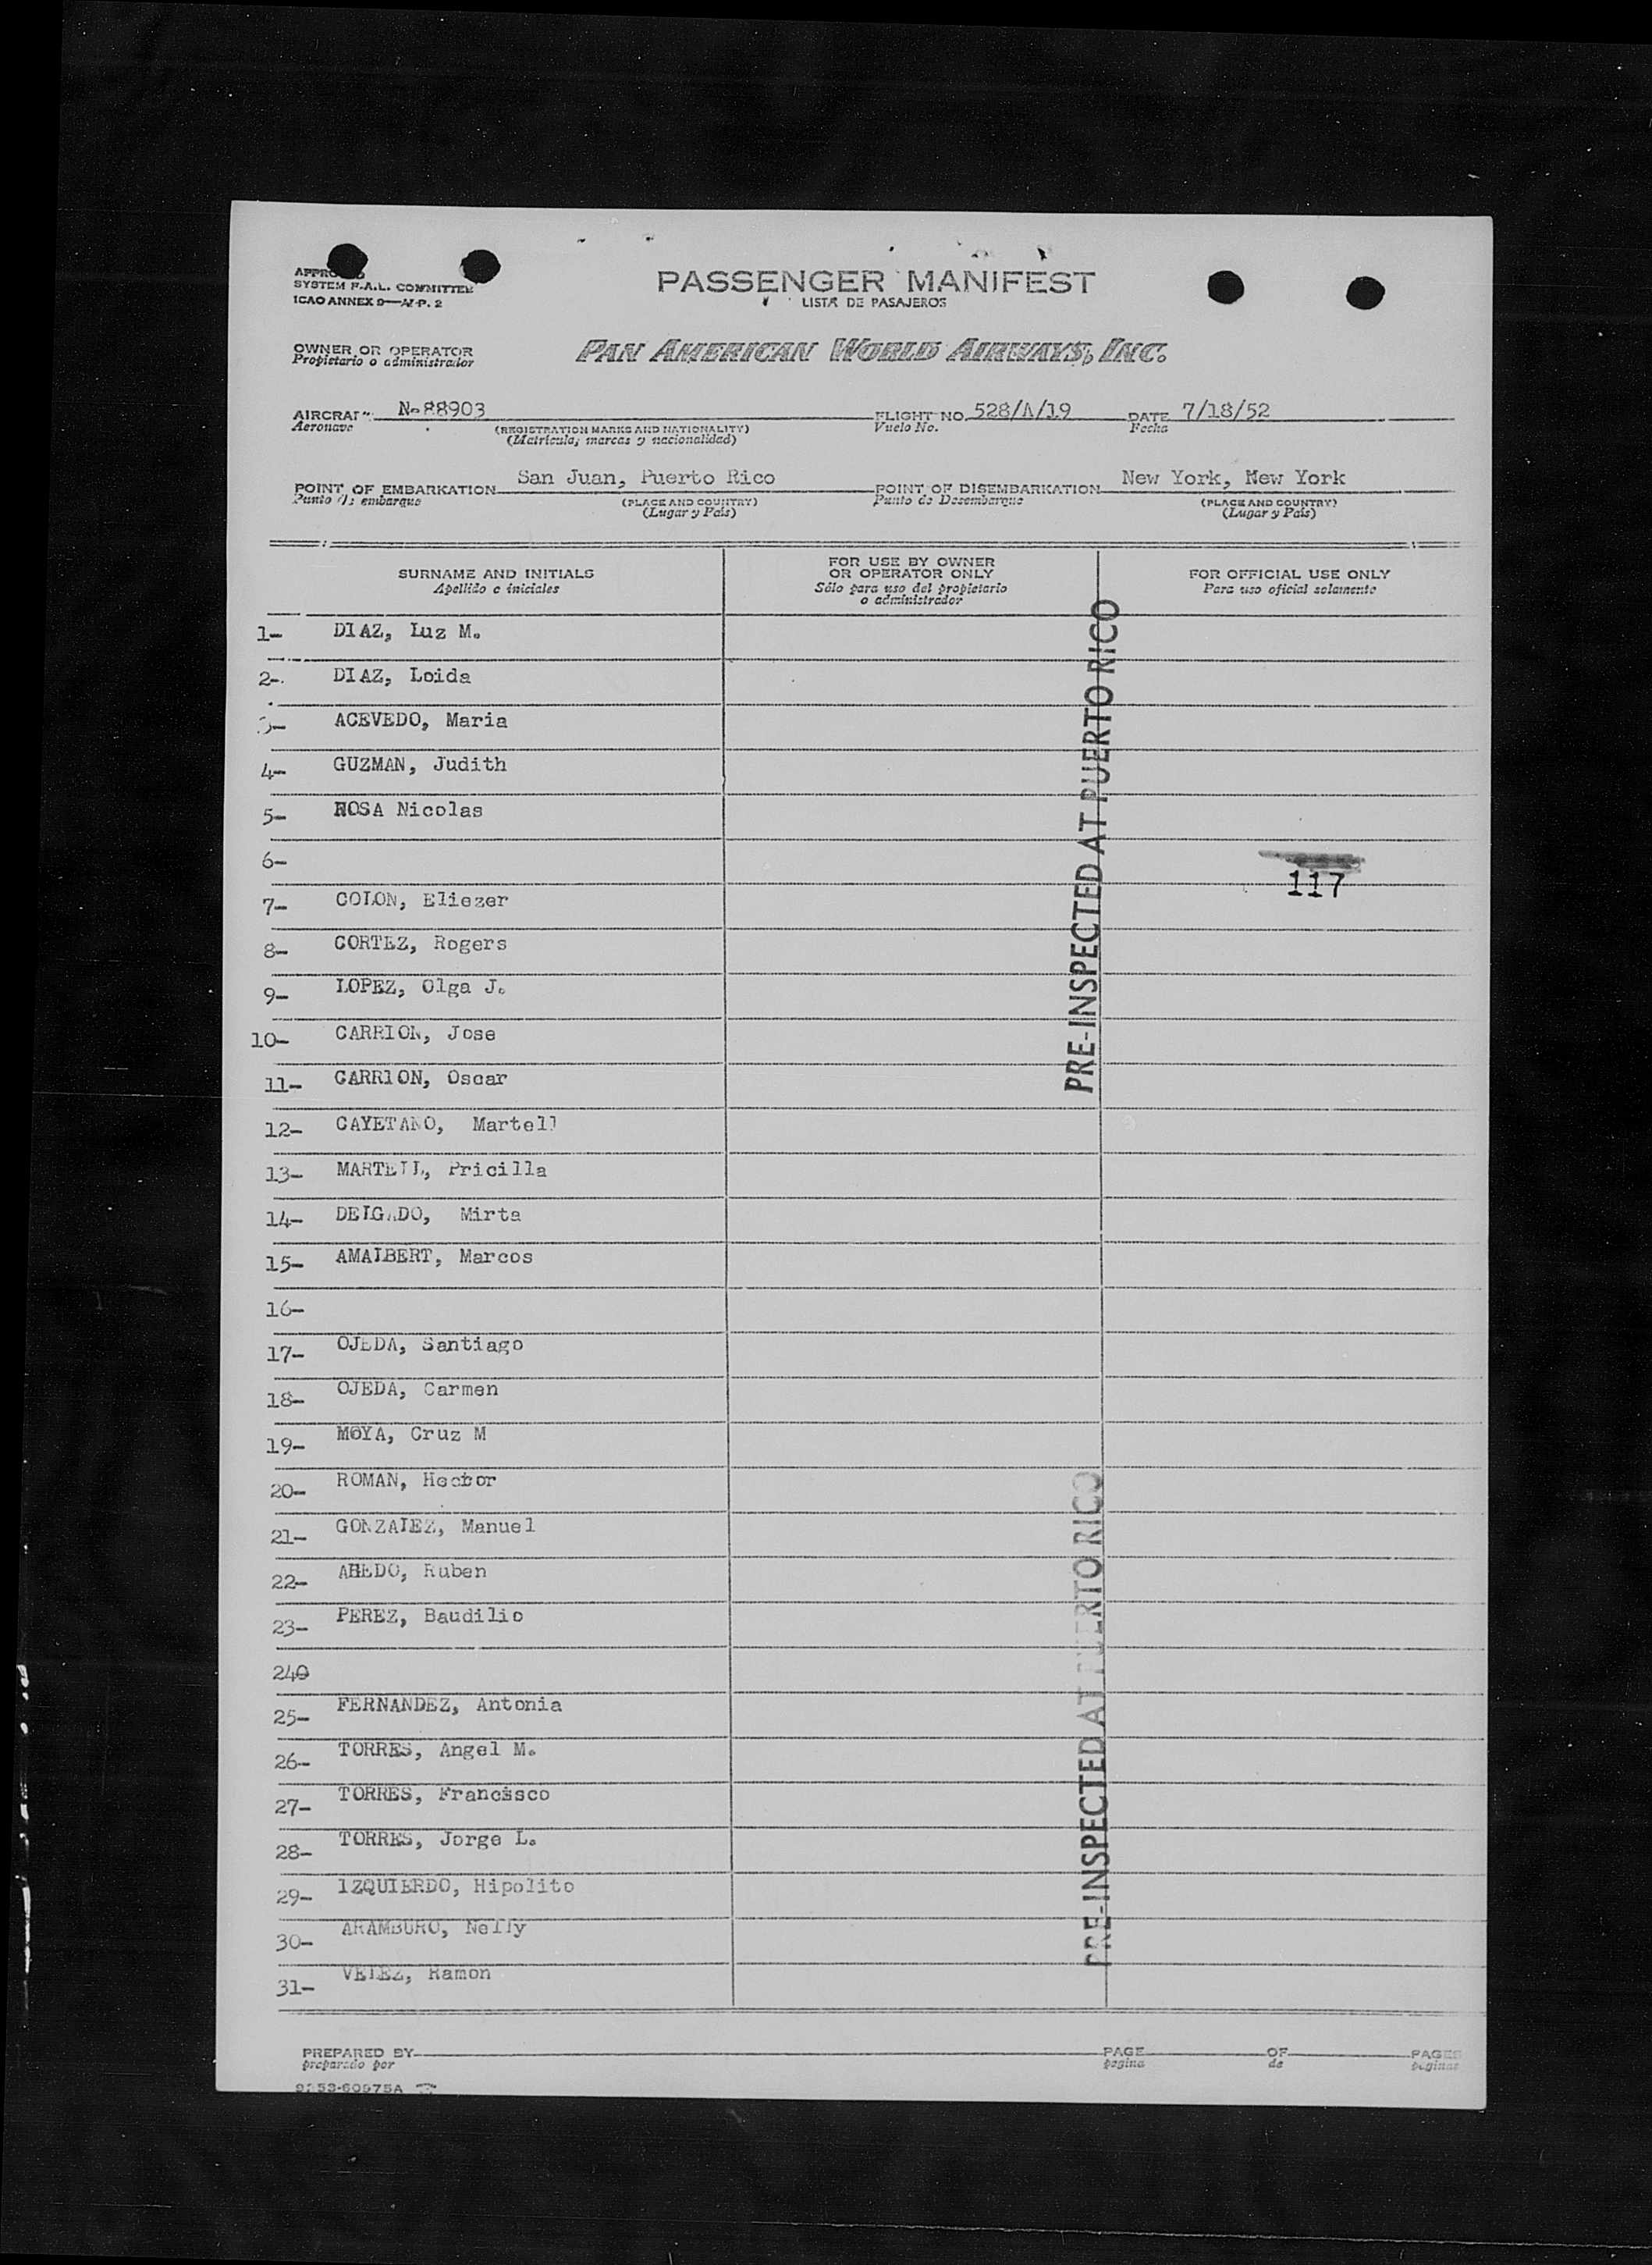 PASSENGER MANIFEST
LISTA DE PASAJEROS
SYSTEM F.A.L. COMMITTEE
ICAO ANNEX 9— P. 2
OWNER OR OPERATOR
Propietario o administrador
PAN AMERICAN WORLD AIRWAYS, INC.
AIRCRAF N-88903 FLIGHT NO. 528/A/19 DATE 7/18/52
Aeronave (REGISTRATION MARKS AND NATIONALITY) Vuelo No. Fecha
(Matricula, marcas y nacionalidad)
POINT OF EMBARKATION San Juan, Puerto Rico POINT OF DISEMBARKATION New York, New York
Punto de embarque (PLACE AND COUNTRY) Punto de Desembarque (PLACE AND COUNTRY)
(Lugar y País) (Lugar y País)
SURNAME AND INITIALS
Apellido e iniciales
FOR USE BY OWNER
OR OPERATOR ONLY
Sólo para uso del propietario
o administrador
FOR OFFICIAL USE ONLY
Para uso oficial solamente
1- DIAZ, Luz M.
2- DIAZ, Loida
3- ACEVEDO, Maria
4- GUZMAN, Judith
5- ROSA Nicolas
6-
117
7- COLON, Eliezer
8- CORTEZ, Rogers
9- LOPEZ, Olga J.
10- CARRION, Jose
11- CARRION, Oscar
12- CAYETANO, Martell
13- MARTELL, Pricilla
14- DELGADO, Mirta
15- AMALBERT, Marcos
16-
17- OJEDA, Santiago
18- OJEDA, Carmen
19- MOYA, Cruz M
20- ROMAN, Hector
21- GONZALEZ, Manuel
22- Ruben
23- PEREZ, Baudilio
240
25- FERNANDEZ, Antonia
26- TORRES, Angel M.
27- TORRES, Francisco
28- TORRES, Jorge L.
29- IZQUIERDO, Hipolito
30- ARAMBURO, Nelly
31- VELEZ, Ramon
PRE-INSPECTED AT PUERTO RICO
PRE-INSPECTED AT PUERTO RICO
PREPARED BY PAGE OF PAGES
preparado por pagina de paginas